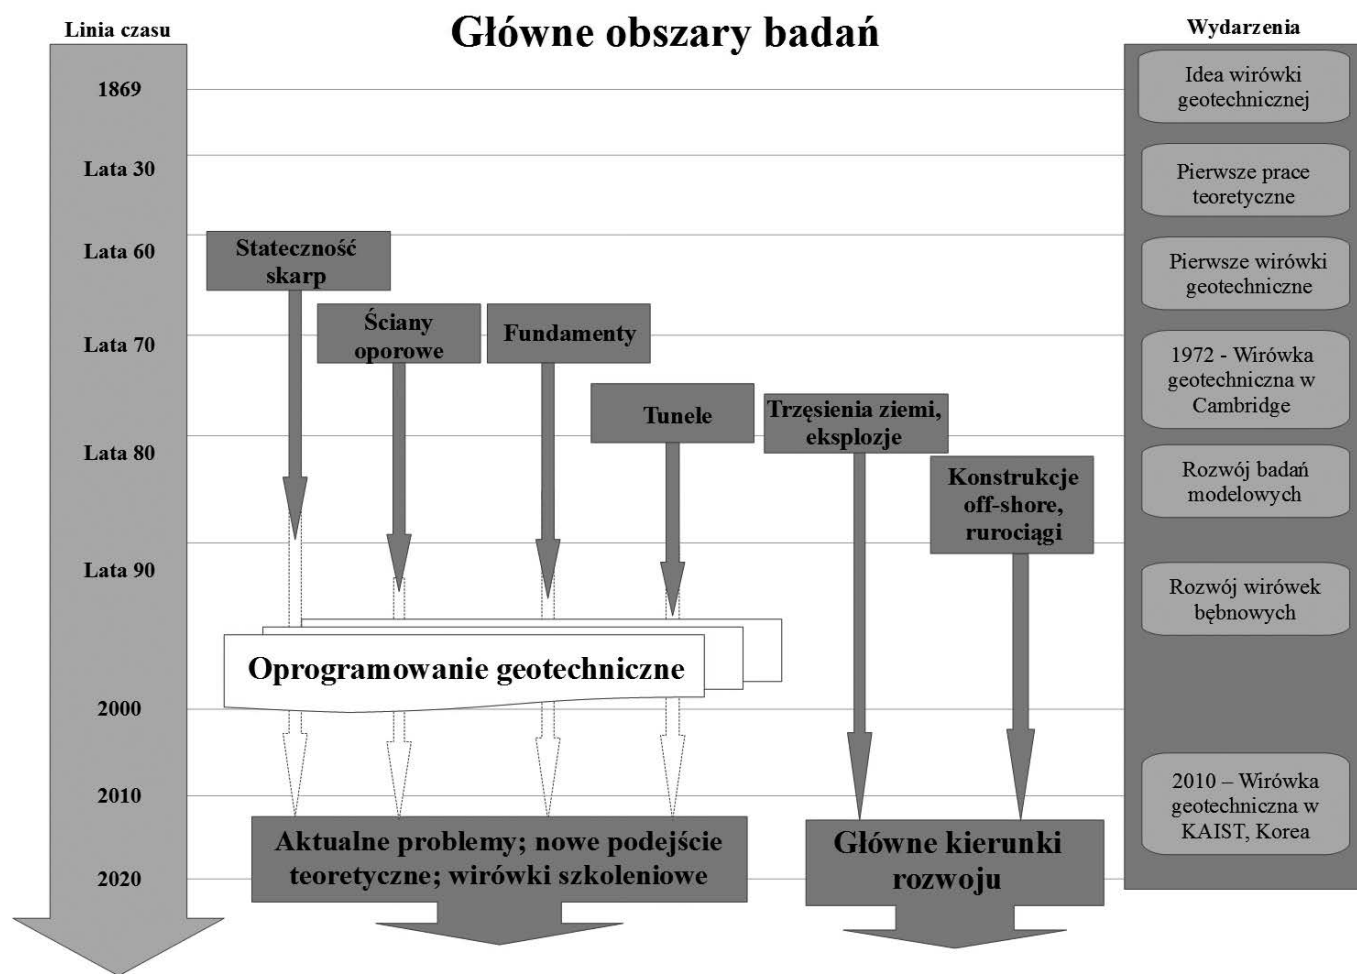 Główne obszary badań
Linia czasu
1869
Lata 30
Lata 60
Lata 70
Lata 80
Lata 90
2000
2010
2020
Stateczność
skarp
Ściany
oporowe
Fundamenty
Tunele
Trzęsienia ziemi,
eksplozje
Konstrukcje
off-shore,
rurociągi
Oprogramowanie geotechniczne
Aktualne problemy; nowe podejście
teoretyczne; wirówki szkoleniowe
Główne kierunki
rozwoju
Wydarzenia
Idea wirówki
geotechnicznej
Pierwsze prace
teoretyczne
Pierwsze wirówki
geotechniczne
1972 - Wirówka
geotechniczna w
Cambridge
Rozwój badań
modelowych
Rozwój wirówek
bębnowych
2010 – Wirówka
geotechniczna w
KAIST, Korea